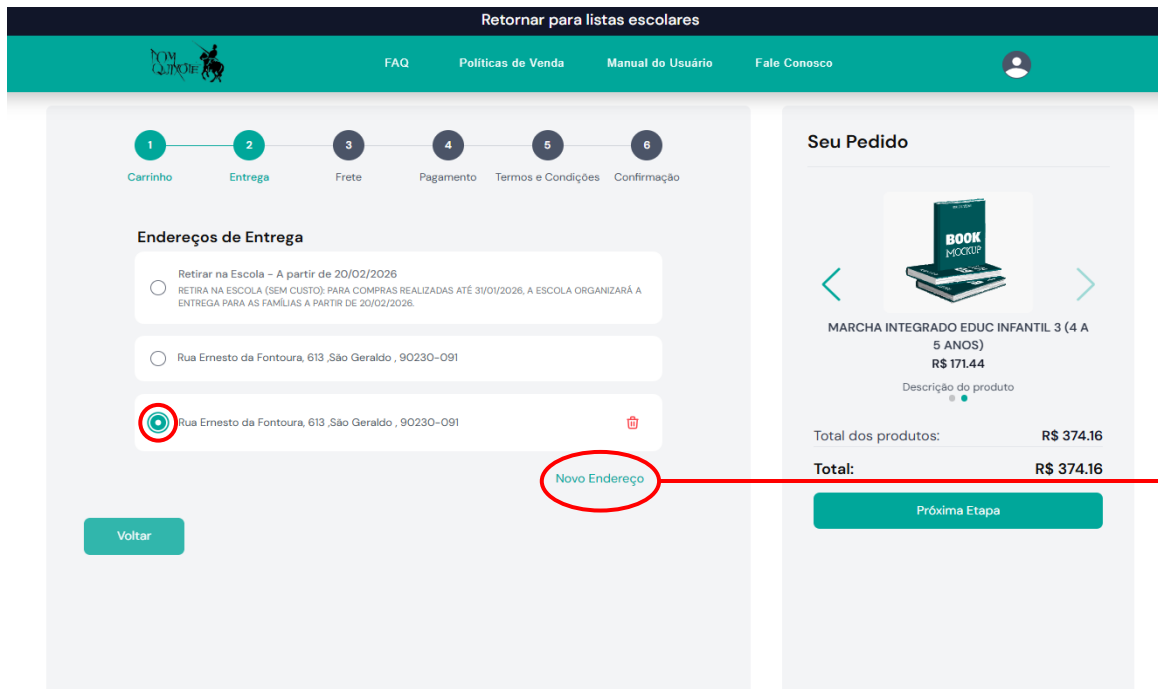 Retornar para listas escolares
DOM QUIXOTE
FAQ Políticas de Venda Manual do Usuário Fale Conosco
1 2 3 4 5 6
Carrinho Entrega Frete Pagamento Termos e Condições Confirmação
Endereços de Entrega
Retirar na Escola - A partir de 20/02/2026
RETIRA NA ESCOLA (SEM CUSTO): PARA COMPRAS REALIZADAS ATÉ 31/01/2026, A ESCOLA ORGANIZARÁ A
ENTREGA PARA AS FAMÍLIAS A PARTIR DE 20/02/2026.
Rua Ernesto da Fontoura, 613 ,São Geraldo , 90230-091
Rua Ernesto da Fontoura, 613 ,São Geraldo , 90230-091
Novo Endereço
Voltar
Seu Pedido
BOOK
MOCKUP
MARCHA INTEGRADO EDUC INFANTIL 3 (4 A
5 ANOS)
R$ 171.44
Descrição do produto
Total dos produtos: R$ 374.16
Total: R$ 374.16
Próxima Etapa